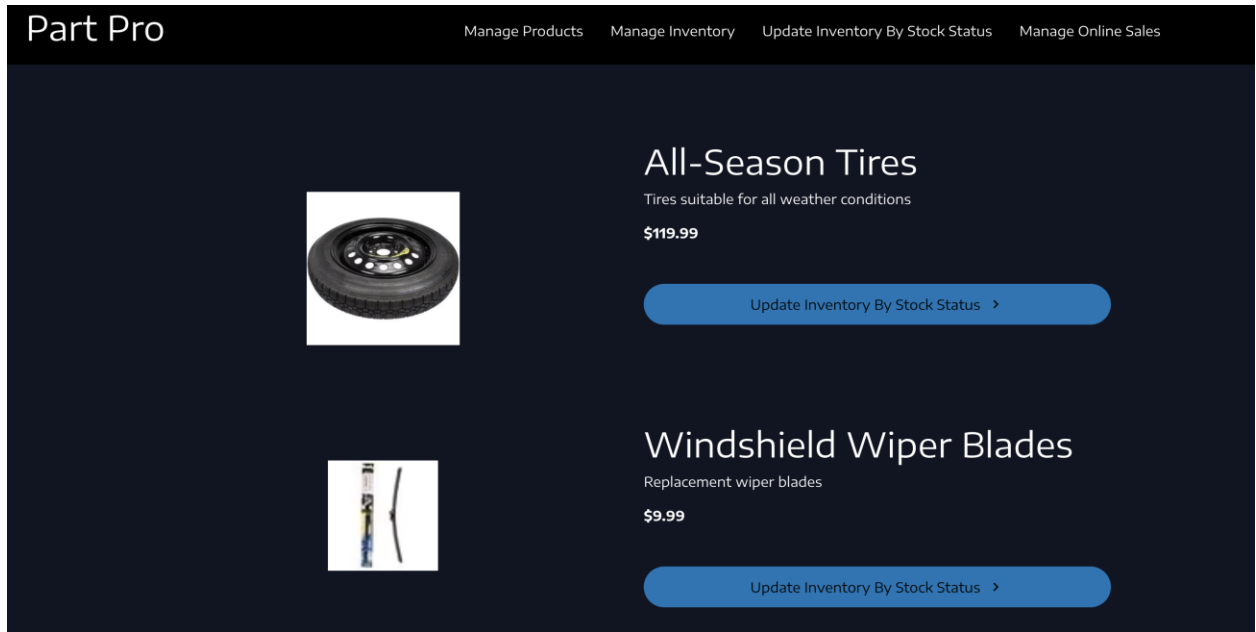 Part Pro
Manage Products Manage Inventory Update Inventory By Stock Status Manage Online Sales
All-Season Tires
Tires suitable for all weather conditions
$119.99
Update Inventory By Stock Status >
Windshield Wiper Blades
Replacement wiper blades
$9.99
Update Inventory By Stock Status >